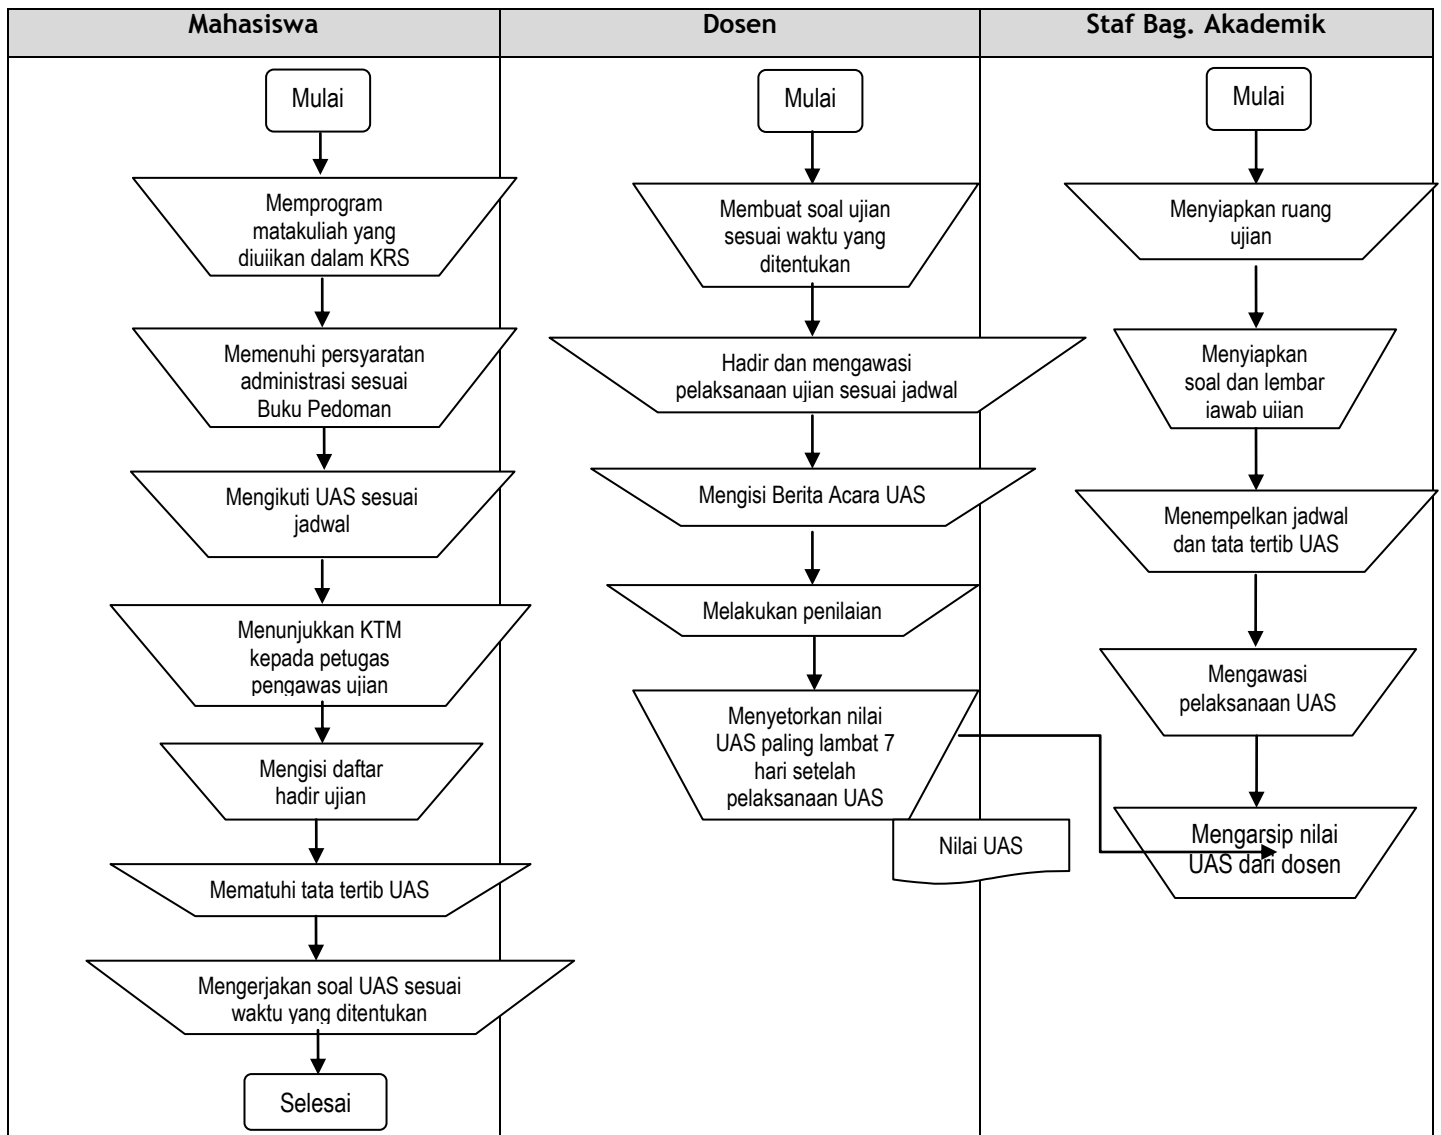 Mahasiswa
Dosen
Staf Bag. Akademik
Mulai
Memprogram
matakuliah yang
diujikan dalam KRS
Memenuhi persyaratan
administrasi sesuai
Buku Pedoman
Mengikuti UAS sesuai
jadwal
Menunjukkan KTM
kepada petugas
pengawas ujian
Mengisi daftar
hadir ujian
Mematuhi tata tertib UAS
Mengerjakan soal UAS sesuai
waktu yang ditentukan
Selesai
Mulai
Membuat soal ujian
sesuai waktu yang
ditentukan
Hadir dan mengawasi
pelaksanaan ujian sesuai jadwal
Mengisi Berita Acara UAS
Melakukan penilaian
Menyetorkan nilai
UAS paling lambat 7
hari setelah
pelaksanaan UAS
Nilai UAS
Mulai
Menyiapkan ruang
ujian
Menyiapkan
soal dan lembar
jawab ujian
Menempelkan jadwal
dan tata tertib UAS
Mengawasi
pelaksanaan UAS
Mengarsip nilai
UAS dari dosen